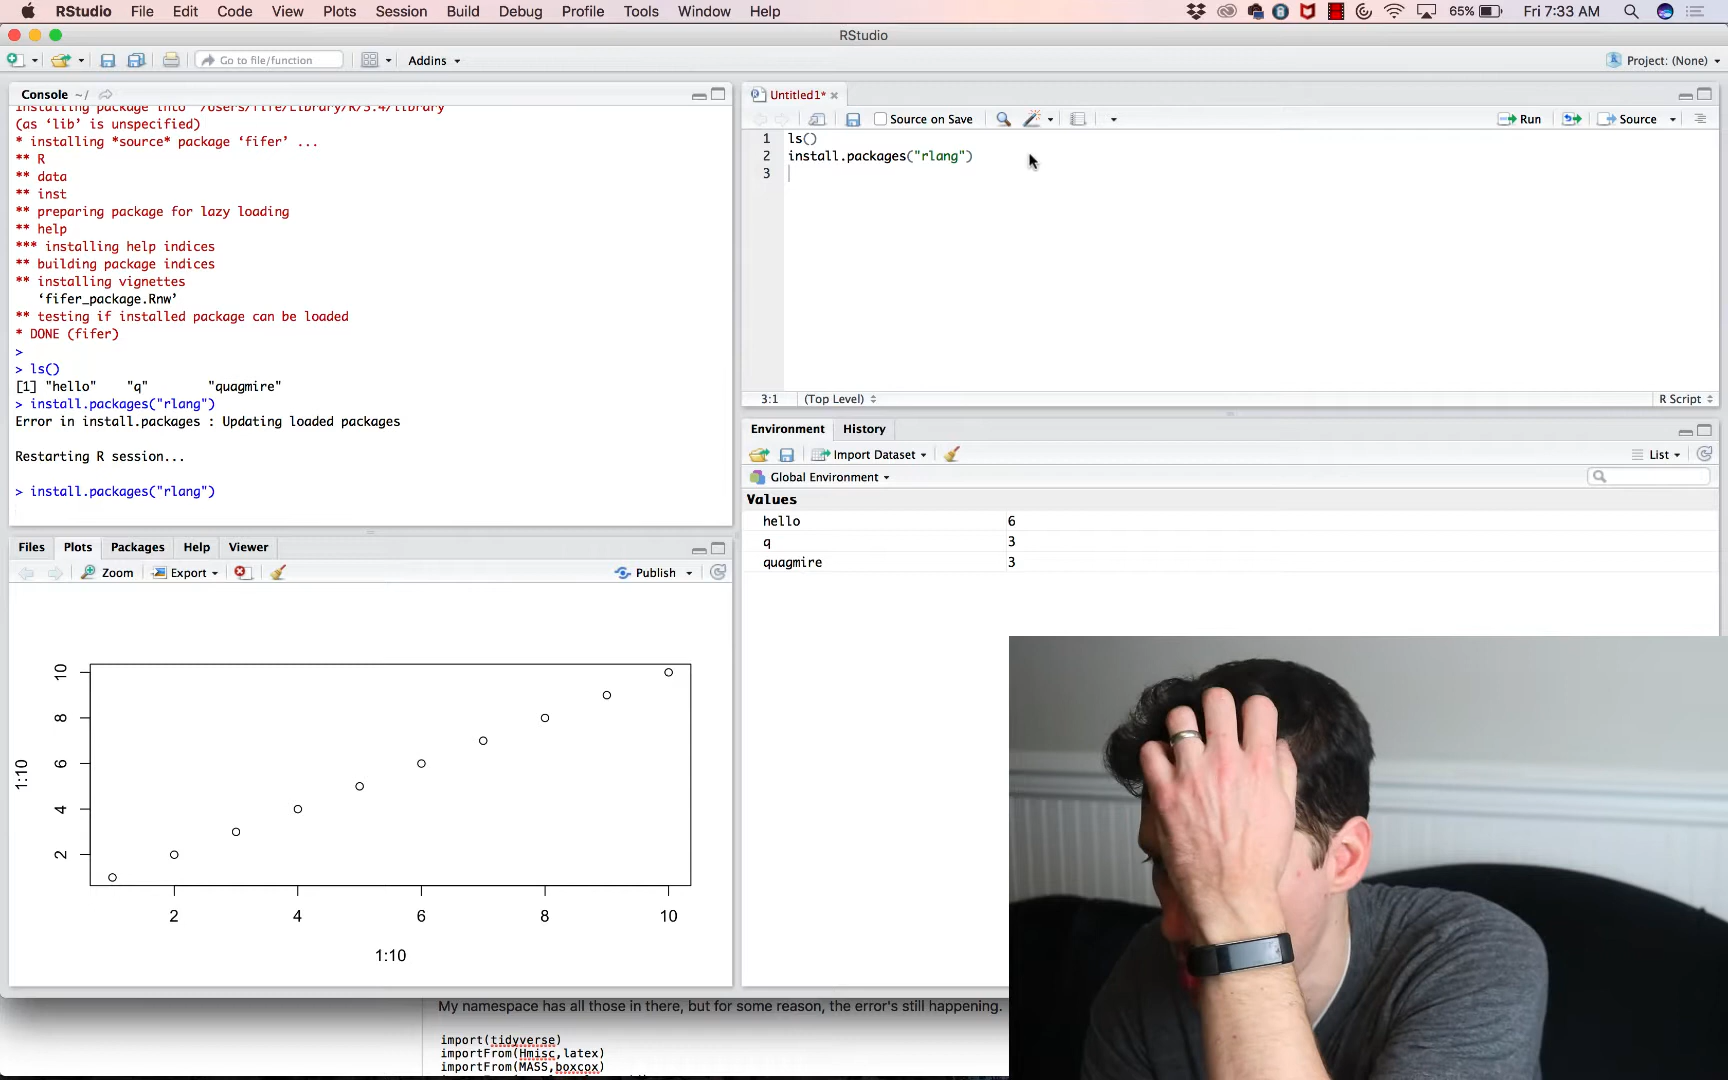 RStudio File Edit Code View Plots Session Build Debug Profile Tools Window Help 65% Fri 7:33 AM
RStudio
Go to file/function Addins Project: (None)
Console ~/
(as ‘lib’ is unspecified)
* installing *source* package ‘fifer’ ...
** R
** data
** inst
** preparing package for lazy loading
** help
*** installing help indices
** building package indices
** installing vignettes
‘fifer_package.Rnw’
** testing if installed package can be loaded
* DONE (fifer)
>
> ls()
[1] "hello" "q" "quagmire"
> install.packages("rlang")
Error in install.packages : Updating loaded packages
Restarting R session...
> install.packages("rlang")
Untitled1*
Source on Save Run Source
1 ls()
2 install.packages("rlang")
3
3:1 (Top Level) R Script
Environment History
Import Dataset List
Global Environment
Values
hello 6
q 3
quagmire 3
Files Plots Packages Help Viewer
Zoom Export Publish
1:10
10
8
6
4
2
2 4 6 8 10
1:10
My namespace has all those in there, but for some reason, the error's still happening.
import(tidyverse)
importFrom(Hmisc,latex)
importFrom(MASS,boxcox)